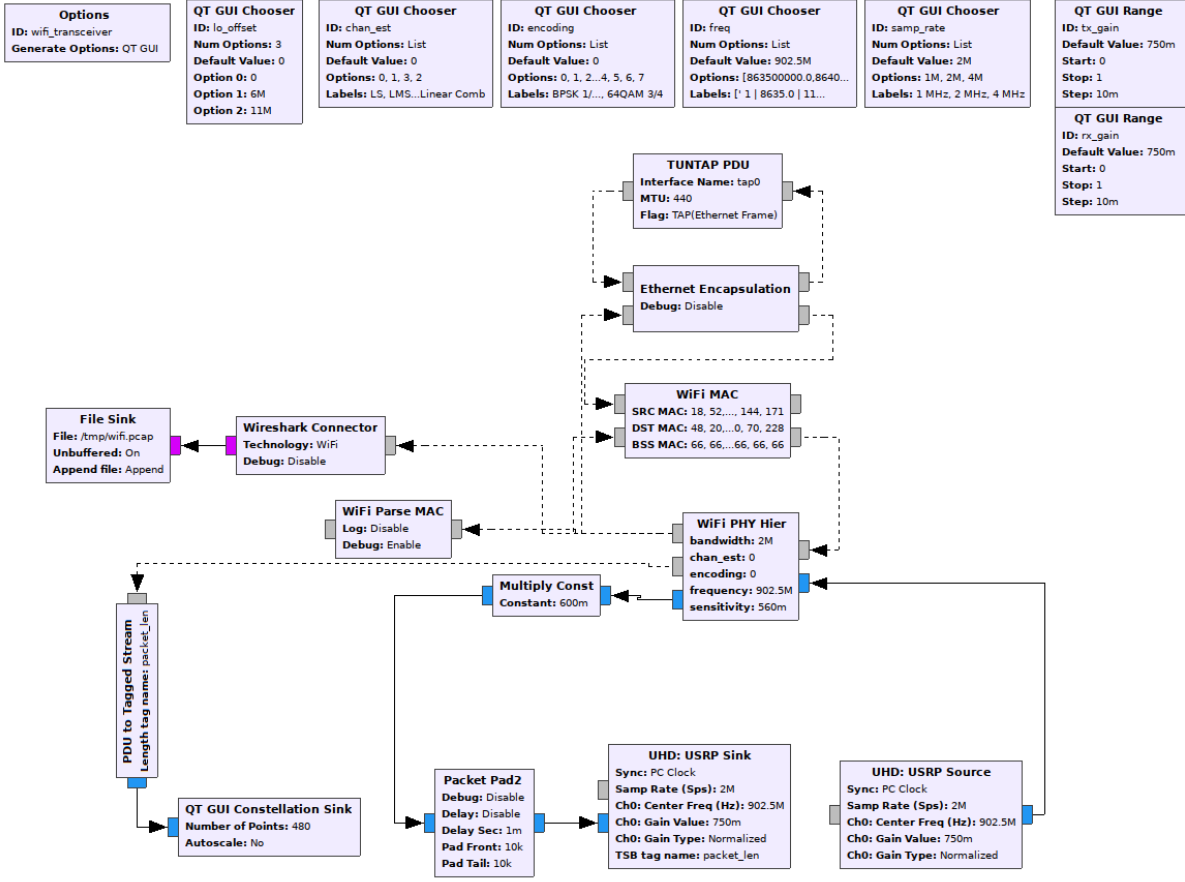 Options
ID: wifi_transceiver
Generate Options: QT GUI
QT GUI Chooser
ID: lo_offset
Num Options: 3
Default Value: 0
Option 0: 0
Option 1: 6M
Option 2: 11M
QT GUI Chooser
ID: chan_est
Num Options: List
Default Value: 0
Options: 0, 1, 3, 2
Labels: LS, LMS...Linear Comb
QT GUI Chooser
ID: encoding
Num Options: List
Default Value: 0
Options: 0, 1, 2...4, 5, 6, 7
Labels: BPSK 1/..., 64QAM 3/4
QT GUI Chooser
ID: freq
Num Options: List
Default Value: 902.5M
Options: [863500000.0,8640...
Labels: [' 1 | 8635.0 | 11...
QT GUI Chooser
ID: samp_rate
Num Options: List
Default Value: 2M
Options: 1M, 2M, 4M
Labels: 1 MHz, 2 MHz, 4 MHz
QT GUI Range
ID: tx_gain
Default Value: 750m
Start: 0
Stop: 1
Step: 10m
QT GUI Range
ID: rx_gain
Default Value: 750m
Start: 0
Stop: 1
Step: 10m
TUNTAP PDU
Interface Name: tap0
MTU: 440
Flag: TAP(Ethernet Frame)
Ethernet Encapsulation
Debug: Disable
WiFi MAC
SRC MAC: 18, 52,..., 144, 171
DST MAC: 48, 20,...0, 70, 228
BSS MAC: 66, 66,...66, 66, 66
File Sink
File: /tmp/wifi.pcap
Unbuffered: On
Append file: Append
Wireshark Connector
Technology: WiFi
Debug: Disable
WiFi Parse MAC
Log: Disable
Debug: Enable
WiFi PHY Hier
bandwidth: 2M
chan_est: 0
encoding: 0
frequency: 902.5M
sensitivity: 560m
Multiply Const
Constant: 600m
PDU to Tagged Stream
Length tag name: packet_len
QT GUI Constellation Sink
Number of Points: 480
Autoscale: No
Packet Pad2
Debug: Disable
Delay: Disable
Delay Sec: 1m
Pad Front: 10k
Pad Tail: 10k
UHD: USRP Sink
Sync: PC Clock
Samp Rate (Sps): 2M
Ch0: Center Freq (Hz): 902.5M
Ch0: Gain Value: 750m
Ch0: Gain Type: Normalized
TSB tag name: packet_len
UHD: USRP Source
Sync: PC Clock
Samp Rate (Sps): 2M
Ch0: Center Freq (Hz): 902.5M
Ch0: Gain Value: 750m
Ch0: Gain Type: Normalized